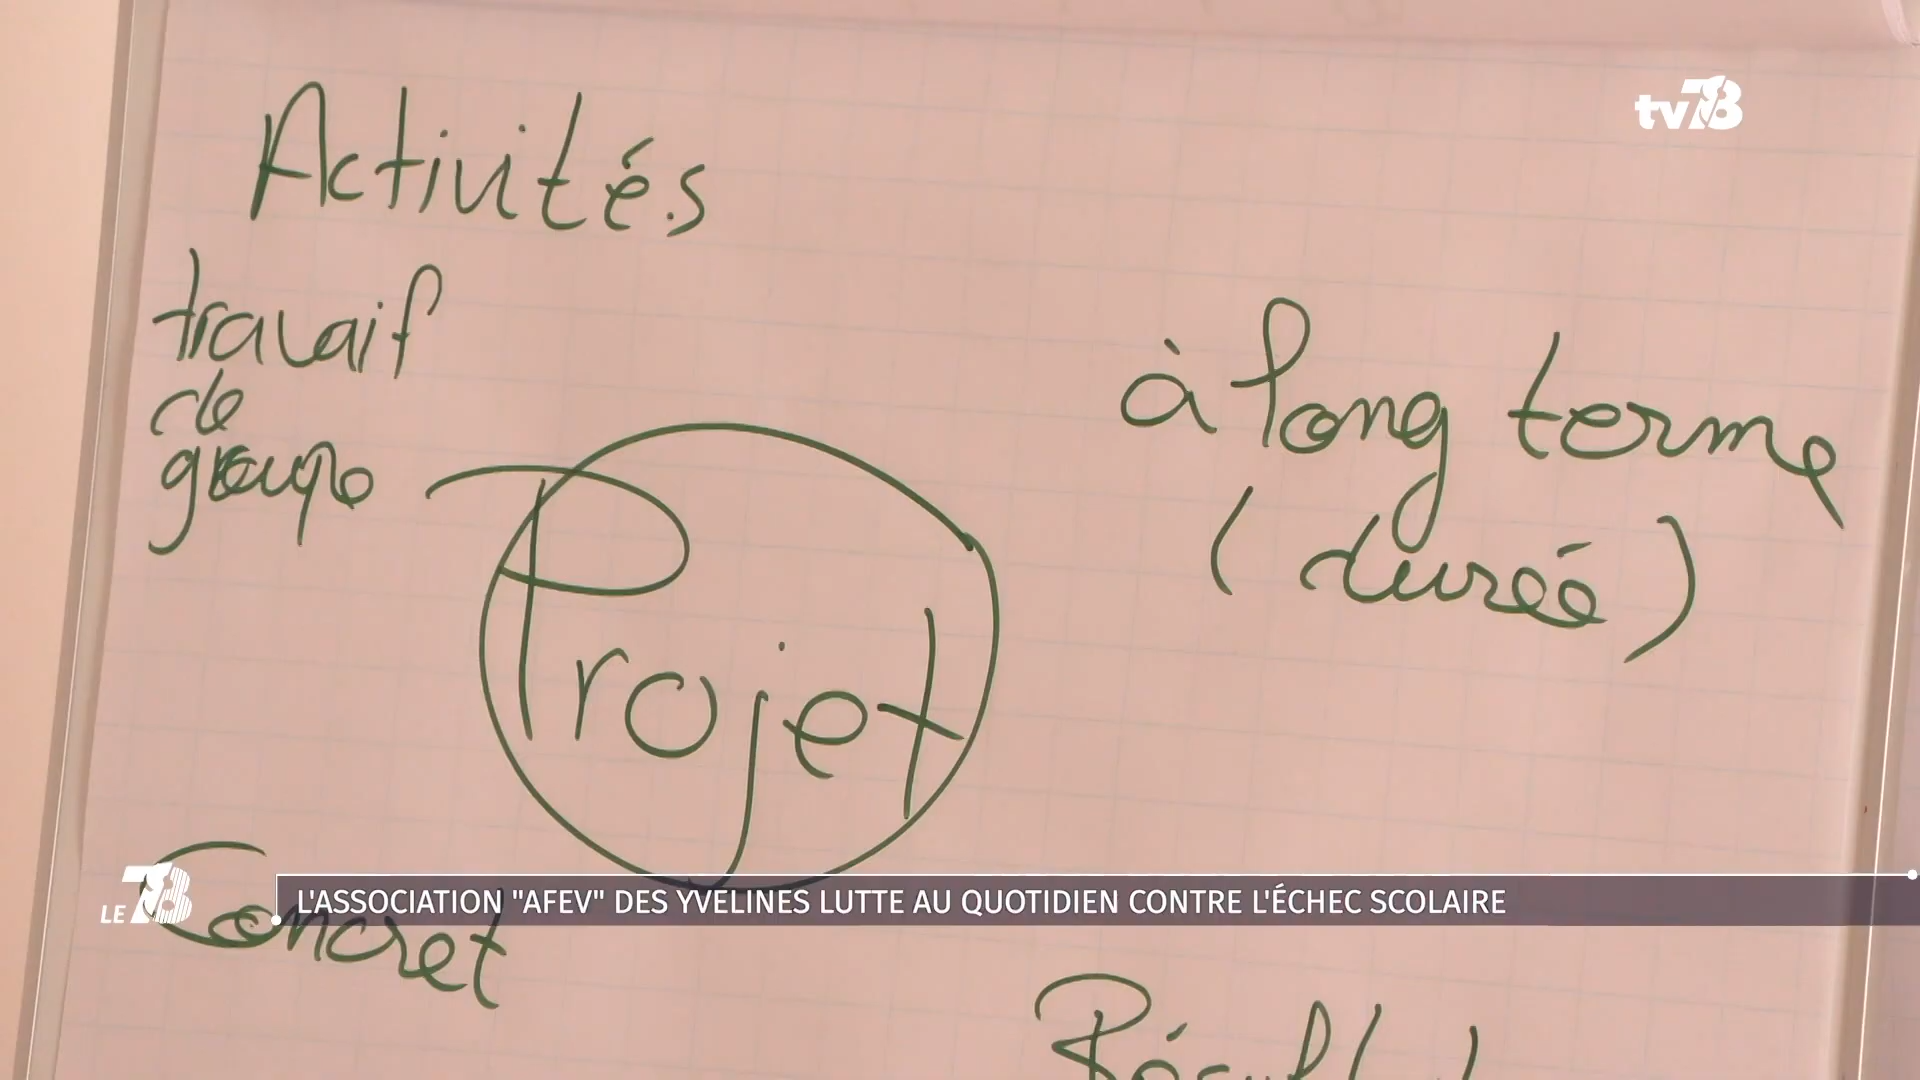 Activités
tv78
travail
de
groupe
à long terme
(durée)
Projet
LE 78
L'ASSOCIATION "AFEV" DES YVELINES LUTTE AU QUOTIDIEN CONTRE L'ÉCHEC SCOLAIRE
Concret